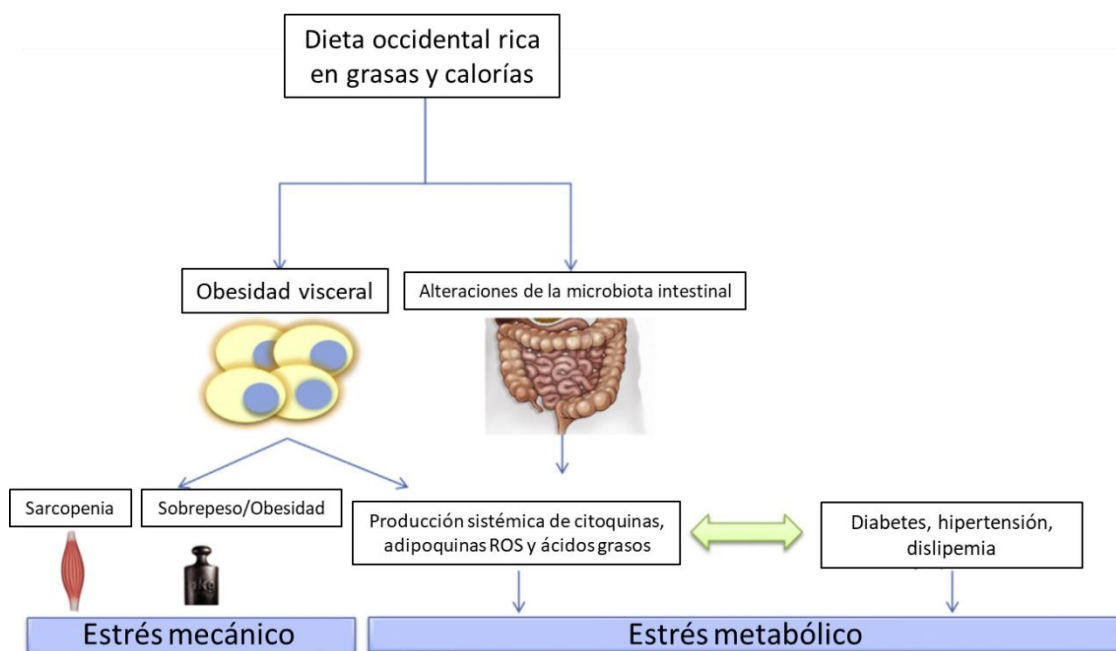 Dieta occidental rica
en grasas y calorías
Obesidad visceral
Alteraciones de la microbiota intestinal
Sarcopenia
Sobrepeso/Obesidad
Producción sistémica de citoquinas,
adipoquinas ROS y ácidos grasos
Diabetes, hipertensión,
dislipemia
1Kg
Estrés mecánico
Estrés metabólico